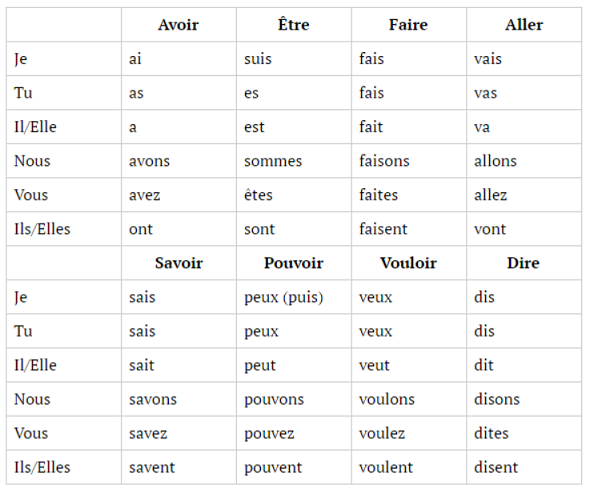 Avoir Être Faire Aller
Je ai suis fais vais
Tu as es fais vas
Il/Elle a est fait va
Nous avons sommes faisons allons
Vous avez êtes faites allez
Ils/Elles ont sont faisent vont
Savoir Pouvoir Vouloir Dire
Je sais peux (puis) veux dis
Tu sais peux veux dis
Il/Elle sait peut veut dit
Nous savons pouvons voulons disons
Vous savez pouvez voulez dites
Ils/Elles savent pouvent voulent disent